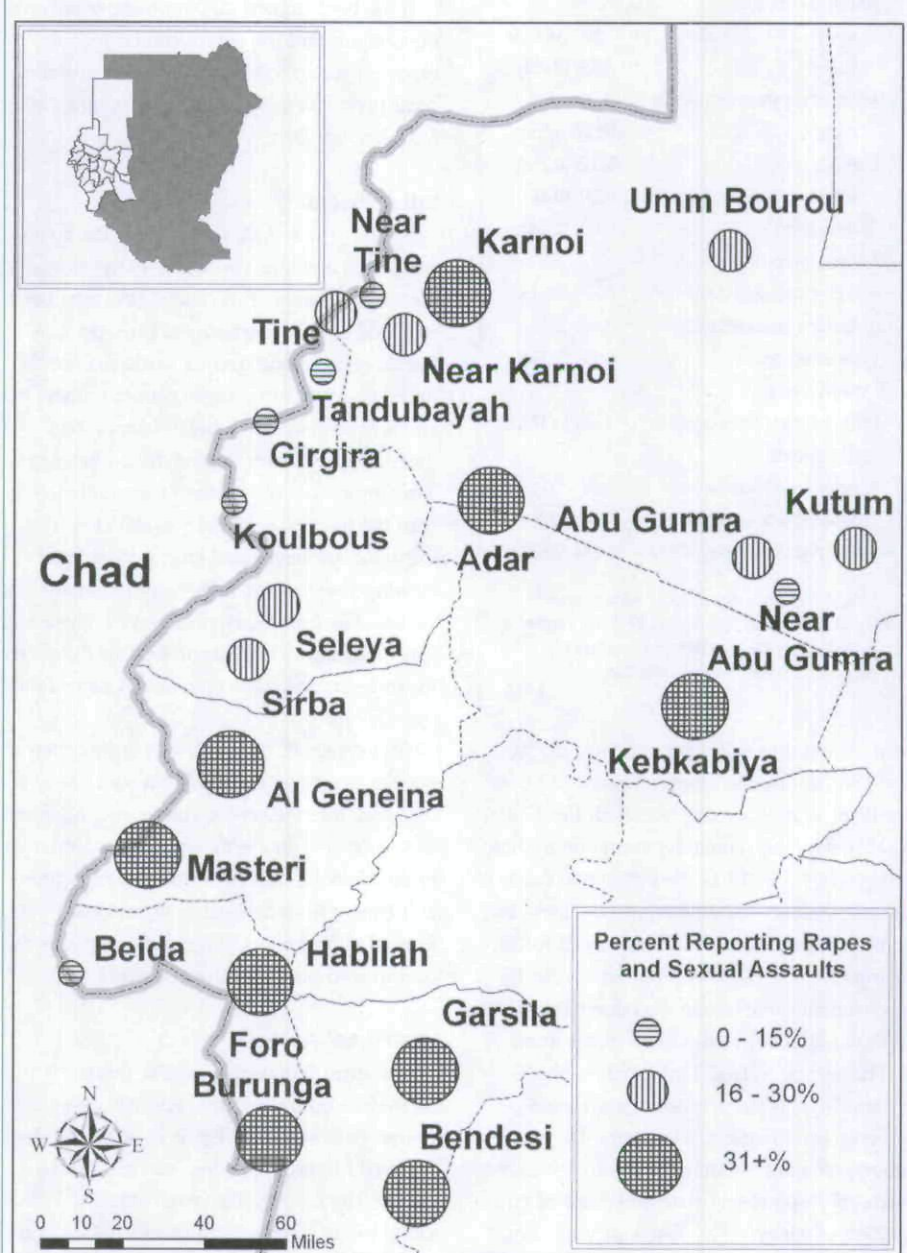 Near
Tine
Karnoi
Umm Bourou
Tine
Near Karnoi
Tandubayah
Girgira
Koulbous
Chad
Adar
Abu Gumra
Kutum
Near
Abu Gumra
Seleya
Sirba
Kebkabiya
Al Geneina
Masteri
Beida
Habilah
Garsila
Foro
Burunga
Bendesi
Percent Reporting Rapes
and Sexual Assaults
0 - 15%
16 - 30%
31+%
N
W E
S
0 10 20 40 60
Miles